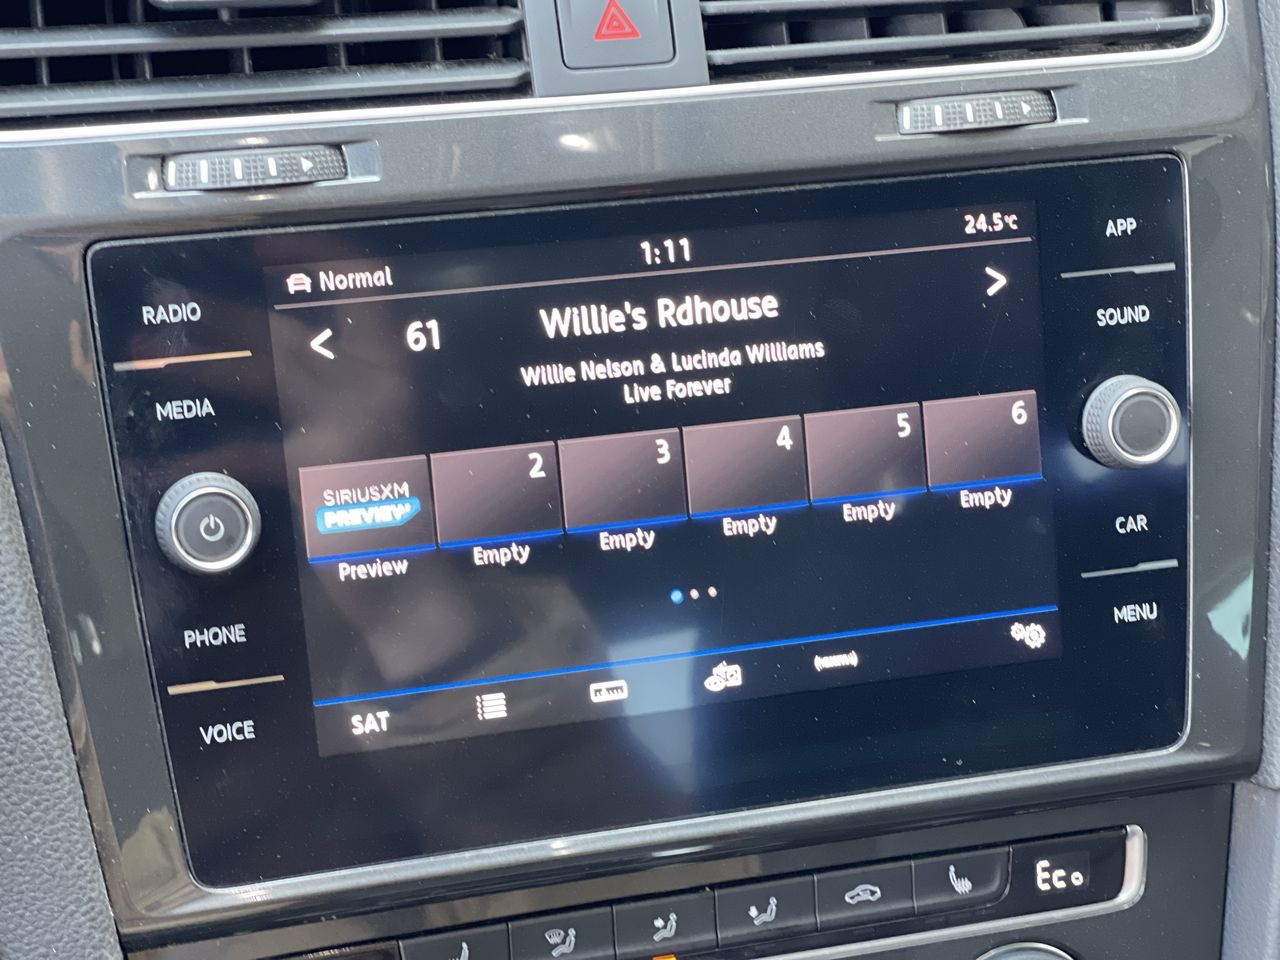 Normal
1:11
24.5°C
APP
RADIO
61
Willie's Rdhouse
SOUND
Willie Nelson & Lucinda Williams
Live Forever
MEDIA
SIRIUSXM
PREVIEW
2
3
4
5
6
Preview
Empty
Empty
Empty
Empty
Empty
CAR
PHONE
MENU
VOICE
SAT
Eco